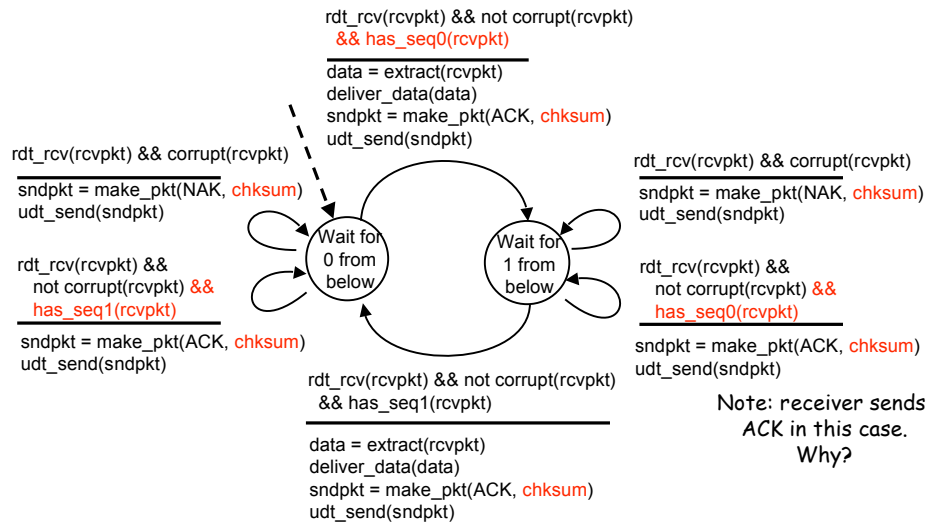 rdt_rcv(rcvpkt) && not corrupt(rcvpkt)
&& has_seq0(rcvpkt)
data = extract(rcvpkt)
deliver_data(data)
sndpkt = make_pkt(ACK, chksum)
udt_send(sndpkt)
rdt_rcv(rcvpkt) && corrupt(rcvpkt)
sndpkt = make_pkt(NAK, chksum)
udt_send(sndpkt)
rdt_rcv(rcvpkt) &&
not corrupt(rcvpkt) &&
has_seq1(rcvpkt)
sndpkt = make_pkt(ACK, chksum)
udt_send(sndpkt)
Wait for
0 from
below
Wait for
1 from
below
rdt_rcv(rcvpkt) && corrupt(rcvpkt)
sndpkt = make_pkt(NAK, chksum)
udt_send(sndpkt)
rdt_rcv(rcvpkt) &&
not corrupt(rcvpkt) &&
has_seq0(rcvpkt)
sndpkt = make_pkt(ACK, chksum)
udt_send(sndpkt)
rdt_rcv(rcvpkt) && not corrupt(rcvpkt)
&& has_seq1(rcvpkt)
data = extract(rcvpkt)
deliver_data(data)
sndpkt = make_pkt(ACK, chksum)
udt_send(sndpkt)
Note: receiver sends
ACK in this case.
Why?